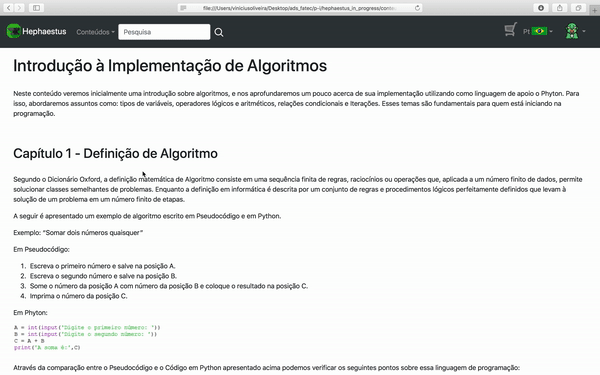 file:///Users/viniciusoliveira/Desktop/ads_fatec/p-i/hephaestus_in_progress/conte
Hephaestus Conteúdos Pesquisa Pt
Introdução à Implementação de Algoritmos
Neste conteúdo veremos inicialmente uma introdução sobre algoritmos, e nos aprofundaremos um pouco acerca de sua implementação utilizando como linguagem de apoio o Phyton. Para
isso, abordaremos assuntos como: tipos de variáveis, operadores lógicos e aritméticos, relações condicionais e Iterações. Esses temas são fundamentais para quem está iniciando na
programação.
Capítulo 1 - Definição de Algoritmo
Segundo o Dicionário Oxford, a definição matemática de Algoritmo consiste em uma sequência finita de regras, raciocínios ou operações que, aplicada a um número finito de dados, permite
solucionar classes semelhantes de problemas. Enquanto a definição em informática é descrita por um conjunto de regras e procedimentos lógicos perfeitamente definidos que levam à
solução de um problema em um número finito de etapas.
A seguir é apresentado um exemplo de algoritmo escrito em Pseudocódigo e em Python.
Exemplo: “Somar dois números quaisquer”
Em Pseudocódigo:
1. Escreva o primeiro número e salve na posição A.
2. Escreva o segundo número e salve na posição B.
3. Some o número da posição A com número da posição B e coloque o resultado na posição C.
4. Imprima o número da posição C.
Em Phyton:
A = int(input("Digite o primeiro número: "))
B = int(input("Digite o segundo número: "))
C = A + B
print("A soma é:",C)
Através da comparação entre o Pseudocódigo e o Código em Python apresentado acima podemos verificar os seguintes pontos sobre essa linguagem de programação: